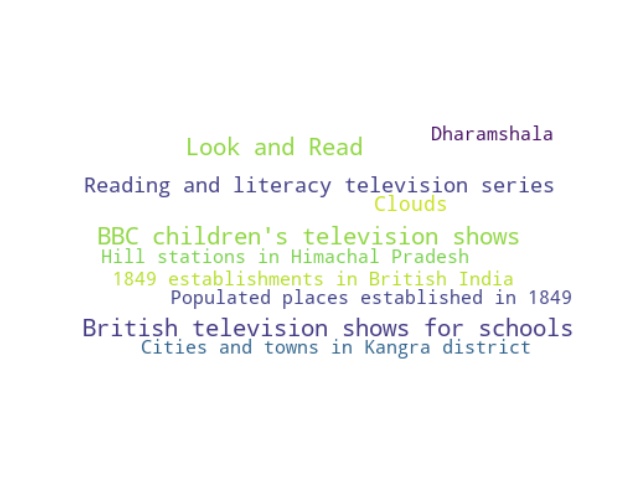 Dharamshala
Look and Read
Reading and literacy television series
Clouds
BBC children's television shows
Hill stations in Himachal Pradesh
1849 establishments in British India
Populated places established in 1849
British television shows for schools
Cities and towns in Kangra district